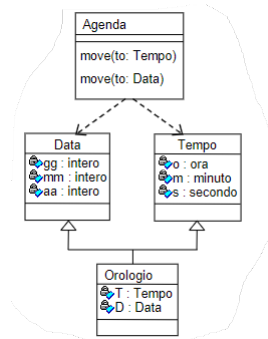 Agenda
move(to: Tempo)
move(to: Data)
Data
gg : intero
mm : intero
aa : intero
Tempo
o : ora
m : minuto
s : secondo
Orologio
T : Tempo
D : Data